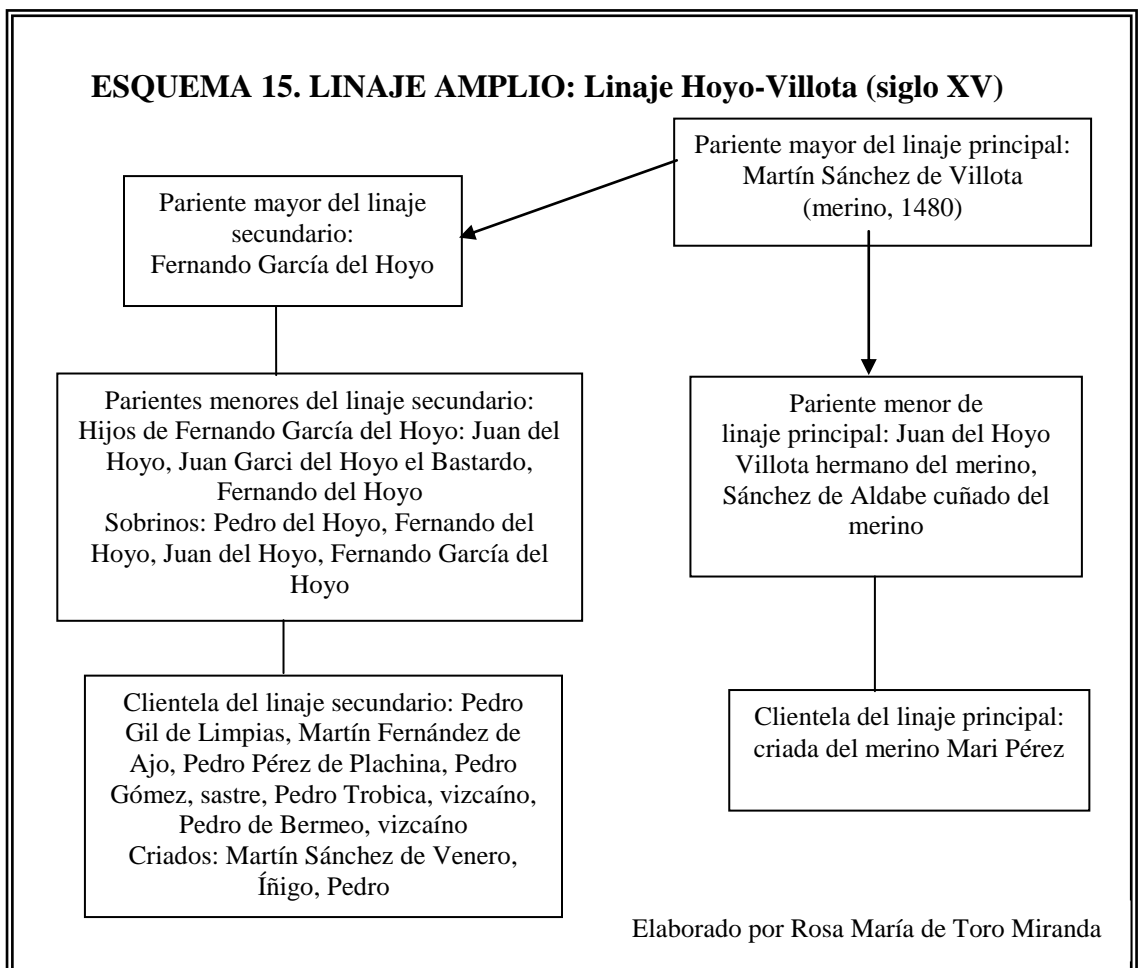 ESQUEMA 15. LINAJE AMPLIO: Linaje Hoyo-Villota (siglo XV)
Pariente mayor del linaje principal:
Martín Sánchez de Villota
(merino, 1480)
Pariente mayor del linaje
secundario:
Fernando García del Hoyo
Parientes menores del linaje secundario:
Hijos de Fernando García del Hoyo: Juan del
Hoyo, Juan Garci del Hoyo el Bastardo,
Fernando del Hoyo
Sobrinos: Pedro del Hoyo, Fernando del
Hoyo, Juan del Hoyo, Fernando García del
Hoyo
Pariente menor de
linaje principal: Juan del Hoyo
Villota hermano del merino,
Sánchez de Aldabe cuñado del
merino
Clientela del linaje secundario: Pedro
Gil de Limpias, Martín Fernández de
Ajo, Pedro Pérez de Plachina, Pedro
Gómez, sastre, Pedro Trobica, vizcaíno,
Pedro de Bermeo, vizcaíno
Criados: Martín Sánchez de Venero,
Íñigo, Pedro
Clientela del linaje principal:
criada del merino Mari Pérez
Elaborado por Rosa María de Toro Miranda